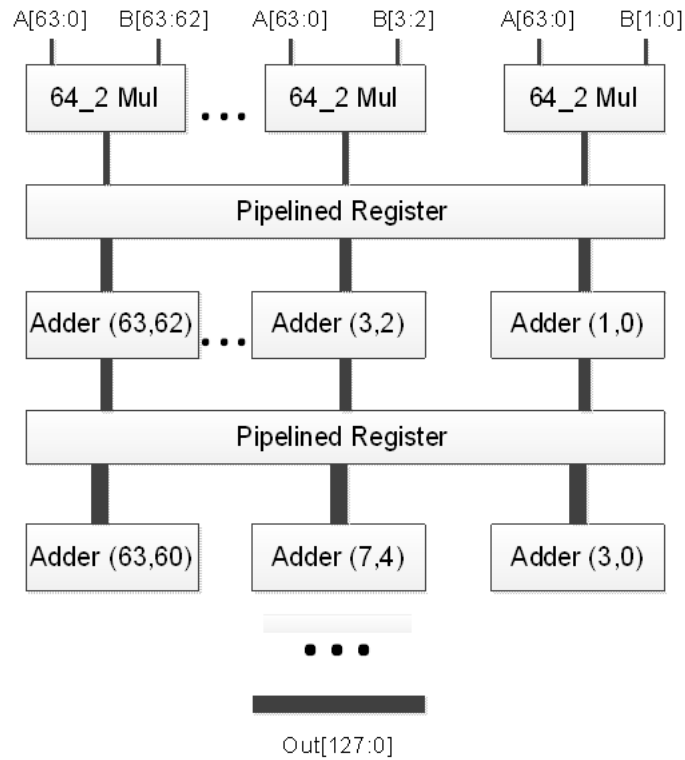 A[63:0] B[63:62] A[63:0] B[3:2] A[63:0] B[1:0]
64_2 Mul ... 64_2 Mul 64_2 Mul
Pipelined Register
Adder (63,62) ... Adder (3,2) Adder (1,0)
Pipelined Register
Adder (63,60) Adder (7,4) Adder (3,0)
...
Out[127:0]